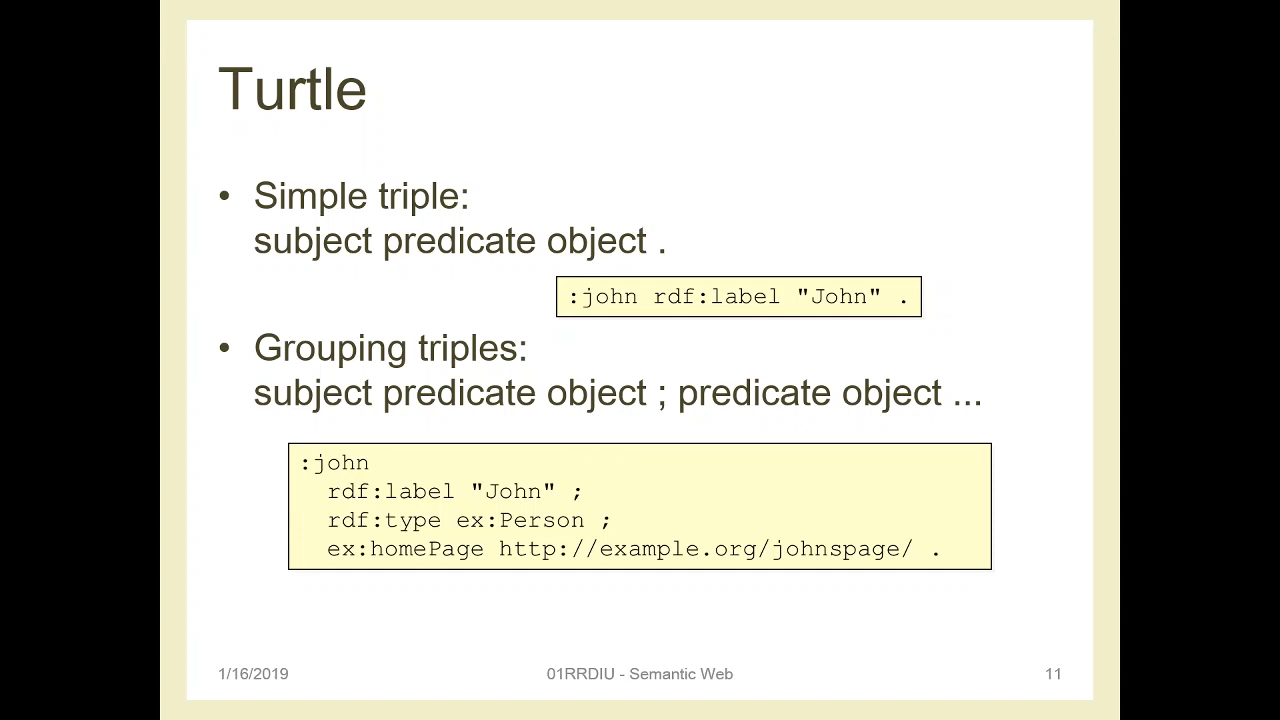 Turtle
• Simple triple:
subject predicate object .
:john rdf:label "John" .
• Grouping triples:
subject predicate object ; predicate object ...
:john
rdf:label "John" ;
rdf:type ex:Person ;
ex:homePage http://example.org/johnspage/ .
1/16/2019 01RRDIU - Semantic Web 11